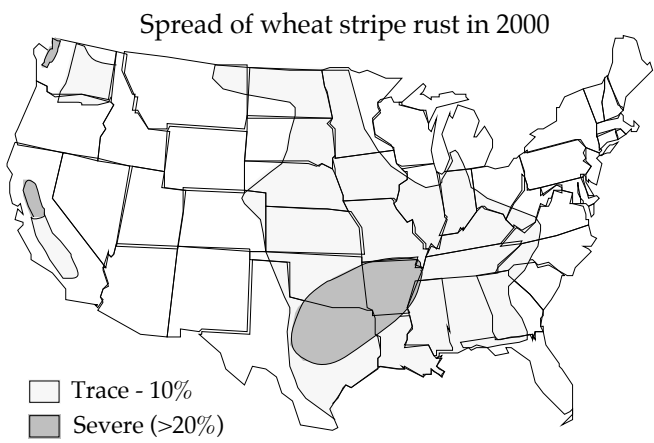 Spread of wheat stripe rust in 2000
Trace - 10%
Severe (>20%)